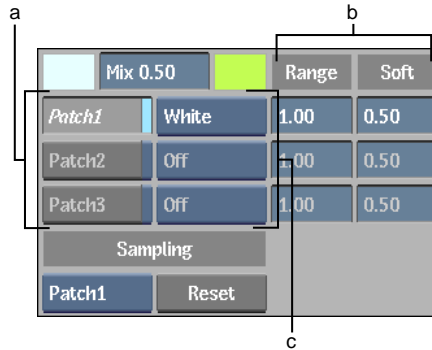 a
b
Mix 0.50 Range Soft
Patch1 White 1.00 0.50
Patch2 Off 1.00 0.50
Patch3 Off 1.00 0.50
Sampling
Patch1 Reset
c